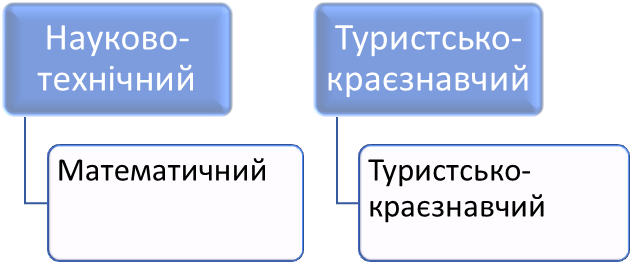 Науково-
технічний
Математичний
Туристсько-
краєзнавчий
Туристсько-
краєзнавчий